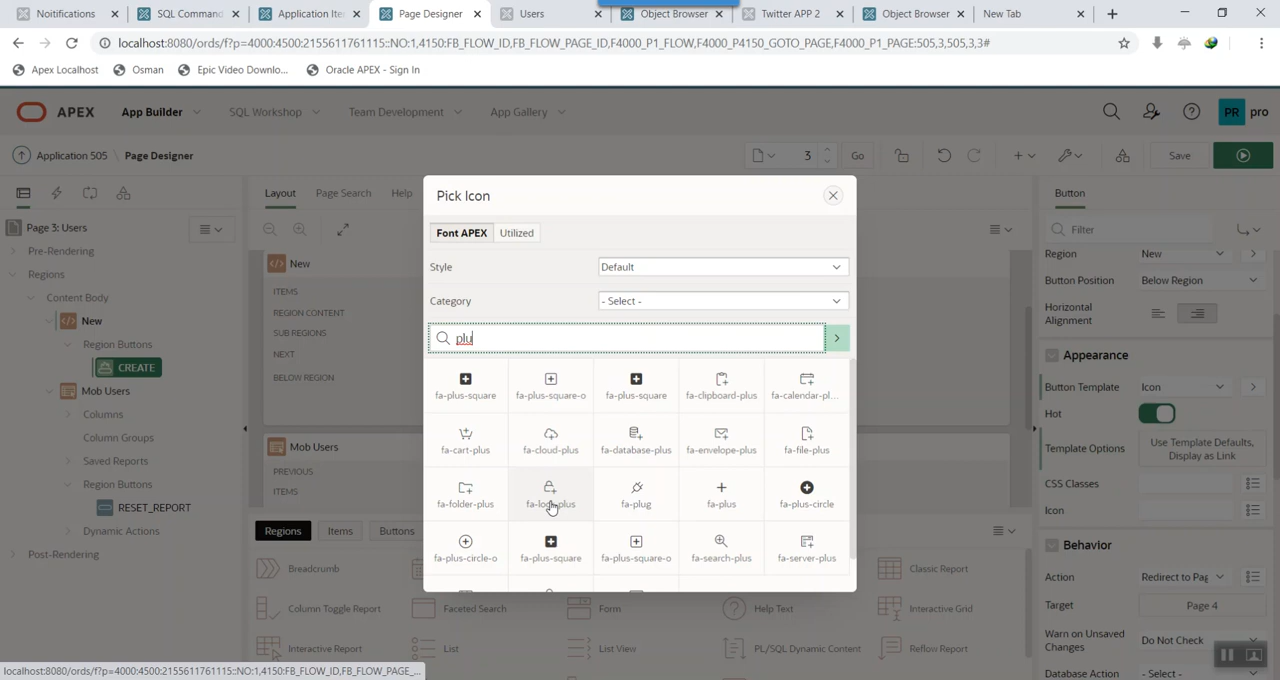 Noitifications
SQL Command
Application Ite
Page Designer
Users
Object Browser
Twitter APP 2
Object Browser
New Tab
localhost:8080/ords/f?p=4000:4500:2155611761115::NO:1,4150:FB_FLOW_ID,FB_FLOW_PAGE_ID,F4000_P1_FLOW,F4000_P4150_GOTO_PAGE,F4000_P1_PAGE:505,3,505,3,3#
Apex Localhost
Osman
Epic Video Downlo...
Oracle APEX - Sign In
APEX
App Builder
SQL Workshop
Team Development
App Gallery
PR
pro
Application 505
Page Designer
3
Go
Save
Layout
Page Search
Help
Button
Pick Icon
Page 3: Users
Pre-Rendering
Regions
Content Body
New
Region Buttons
CREATE
Mob Users
Columns
Column Groups
Saved Reports
Region Buttons
RESET_REPORT
Dynamic Actions
Post-Rendering
New
ITEMS
REGION CONTENT
SUB REGIONS
NEXT
BELOW REGION
Mob Users
PREVIOUS
ITEMS
Font APEX
Utilized
Style
Default
Category
- Select -
plu
fa-plus-square
fa-plus-square-o
fa-plus-square
fa-clipboard-plus
fa-calendar-pl...
fa-cart-plus
fa-cloud-plus
fa-database-plus
fa-envelope-plus
fa-file-plus
fa-folder-plus
fa-lock-plus
fa-plug
fa-plus
fa-plus-circle
fa-plus-circle-o
fa-plus-square
fa-plus-square-o
fa-search-plus
fa-server-plus
Regions
Items
Buttons
Breadcrumb
Classic Report
Column Toggle Report
Faceted Search
Form
Help Text
Interactive Grid
Interactive Report
List
List View
PL/SQL Dynamic Content
Reflow Report
Filter
Region
New
Button Position
Below Region
Horizontal
Alignment
Appearance
Button Template
Icon
Hot
Template Options
Use Template Defaults,
Display as Link
CSS Classes
Icon
Behavior
Action
Redirect to Pag
Target
Page 4
Warn on Unsaved
Changes
Do Not Check
Database Action
- Select -
localhost:8080/ords/f?p=4000:4500:2155611761115::NO:1,4150:FB_FLOW_ID,FB_FLOW_PAGE_...